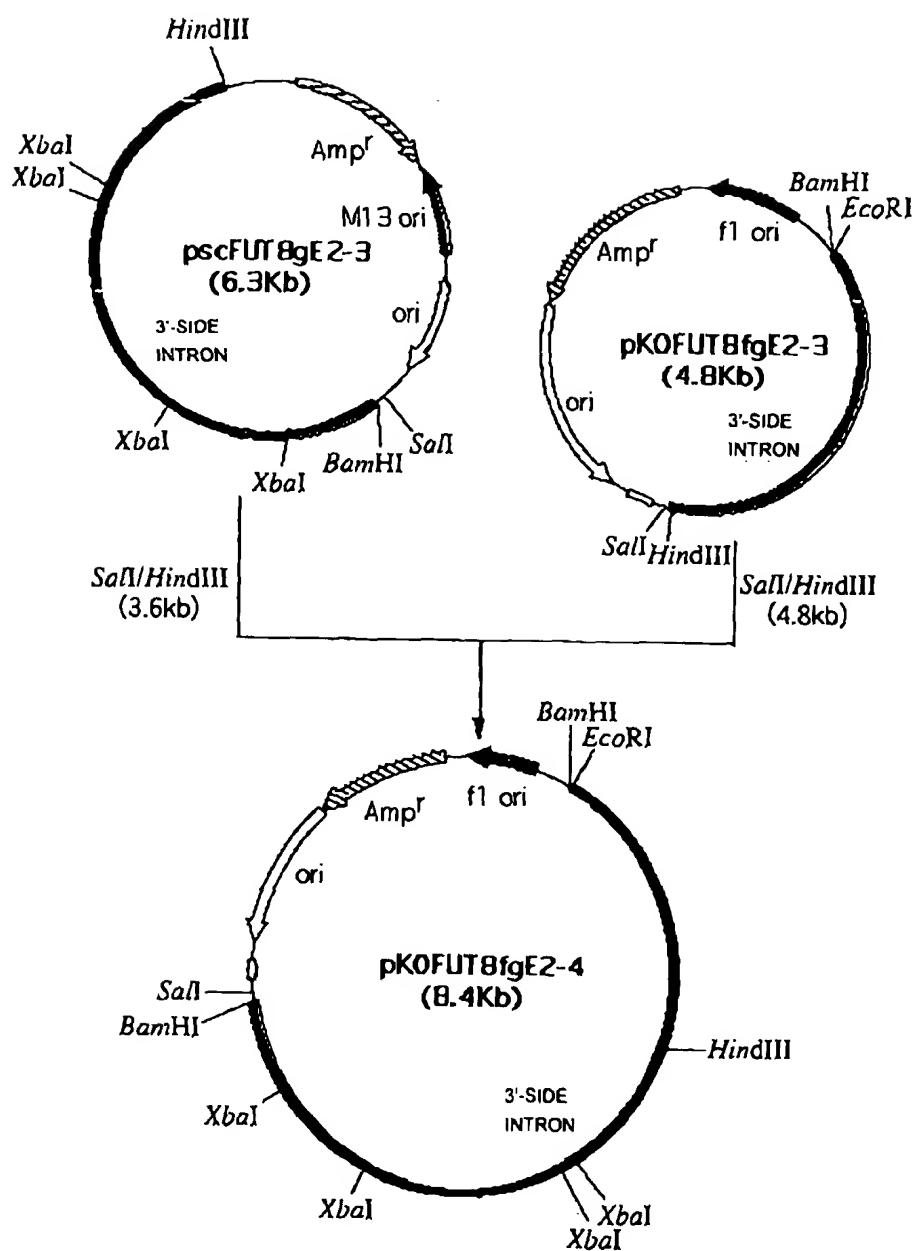 HindIII
XbaI
XbaI
Ampr
M13 ori
pscFUT8gE2-3
(6.3Kb)
ori
3'-SIDE
INTRON
XbaI
XbaI
BamHI
SalI
BamHI
EcoRI
f1 ori
Ampr
pKOFUT8fgE2-3
(4.8Kb)
ori
3'-SIDE
INTRON
SalI
HindIII
SalI/HindIII
(3.6kb)
SalI/HindIII
(4.8kb)
BamHI
EcoRI
f1 ori
Ampr
ori
pKOFUT8fgE2-4
(8.4Kb)
SalI
BamHI
HindIII
3'-SIDE
INTRON
XbaI
XbaI
XbaI
XbaI